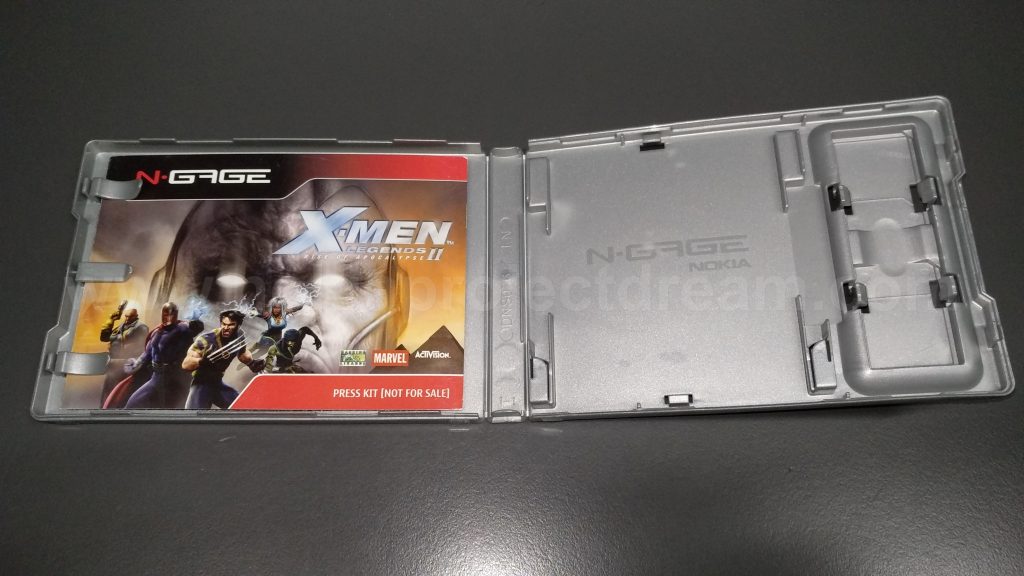 N·GAGE
X-MEN
LEGENDS II
RISE OF APOCALYPSE
MARVEL
ACTIVISION
PRESS KIT [NOT FOR SALE]
N·GAGE
NOKIA